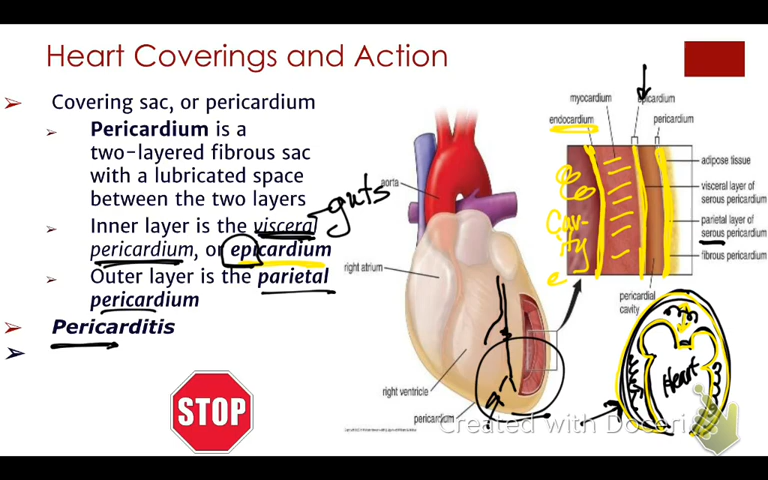 Heart Coverings and Action
➢ Covering sac, or pericardium
➢ Pericardium is a
two-layered fibrous sac
with a lubricated space
between the two layers
➢ Inner layer is the visceral
pericardium, or epicardium
➢ Outer layer is the parietal
pericardium
➢ Pericarditis
➢
STOP
guts
aorta
right atrium
right ventricle
pericardium
myocardium
epicardium
endocardium
pericardium
adipose tissue
visceral layer of
serous pericardium
parietal layer of
serous pericardium
fibrous pericardium
pericardial
cavity
Cav-
ity
Heart
Created with Doceri